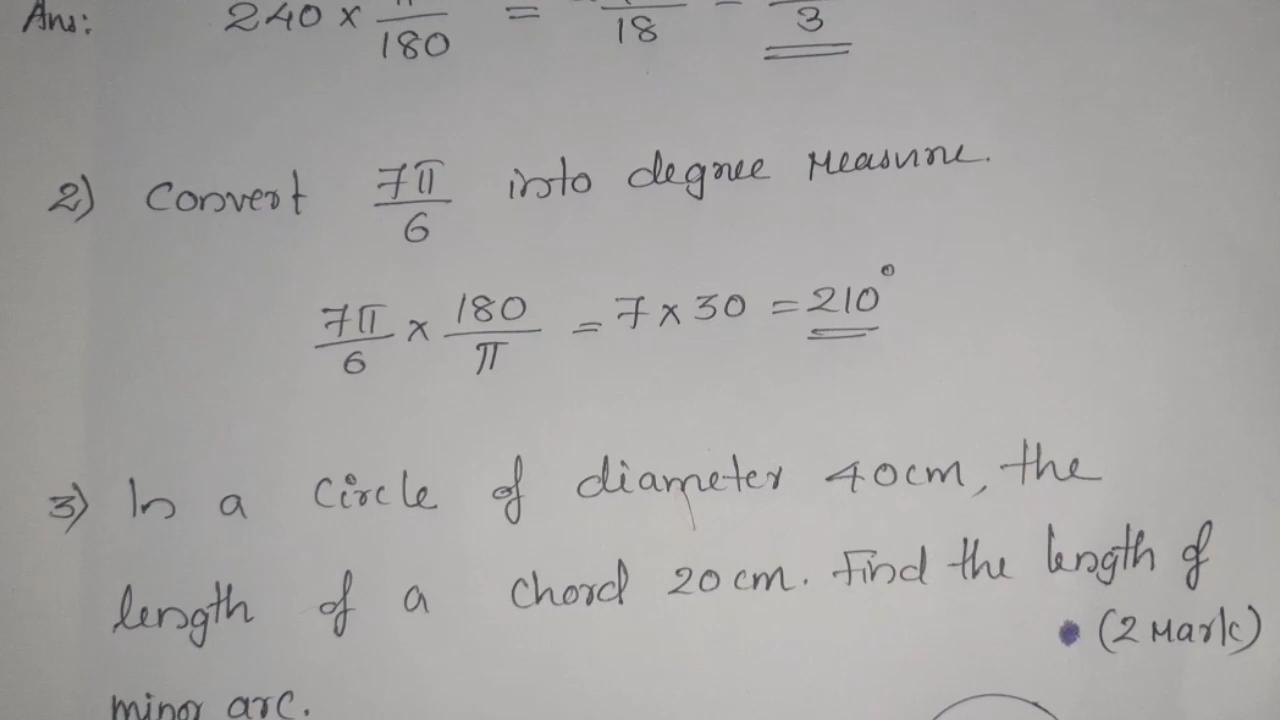 Ans: 240 × π/180 = /18 = /3
2) Convert 7π/6 into degree measure.
7π/6 × 180/π = 7 × 30 = 210°
3) In a circle of diameter 40cm, the
length of a chord 20cm. Find the length of
• (2 Mark)
minor arc.